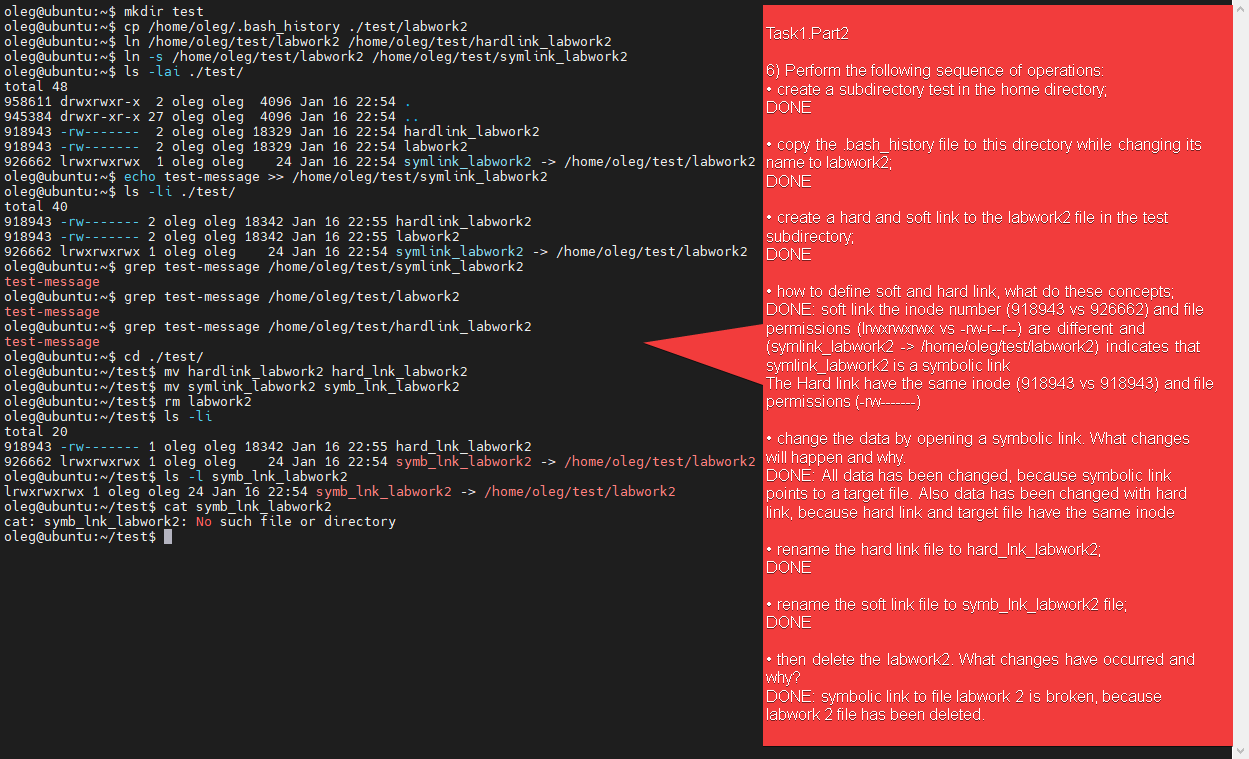 oleg@ubuntu:~$ mkdir test
oleg@ubuntu:~$ cp /home/oleg/.bash_history ./test/labwork2
oleg@ubuntu:~$ ln /home/oleg/test/labwork2 /home/oleg/test/hardlink_labwork2
oleg@ubuntu:~$ ln -s /home/oleg/test/labwork2 /home/oleg/test/symlink_labwork2
oleg@ubuntu:~$ ls -lai ./test/
total 48
958611 drwxrwxr-x  2 oleg oleg  4096 Jan 16 22:54 .
945384 drwxr-xr-x 27 oleg oleg  4096 Jan 16 22:54 ..
918943 -rw-------  2 oleg oleg 18329 Jan 16 22:54 hardlink_labwork2
918943 -rw-------  2 oleg oleg 18329 Jan 16 22:54 labwork2
926662 lrwxrwxrwx  1 oleg oleg    24 Jan 16 22:54 symlink_labwork2 -> /home/oleg/test/labwork2
oleg@ubuntu:~$ echo test-message >> /home/oleg/test/symlink_labwork2
oleg@ubuntu:~$ ls -li ./test/
total 40
918943 -rw------- 2 oleg oleg 18342 Jan 16 22:55 hardlink_labwork2
918943 -rw------- 2 oleg oleg 18342 Jan 16 22:55 labwork2
926662 lrwxrwxrwx 1 oleg oleg    24 Jan 16 22:54 symlink_labwork2 -> /home/oleg/test/labwork2
oleg@ubuntu:~$ grep test-message /home/oleg/test/symlink_labwork2
test-message
oleg@ubuntu:~$ grep test-message /home/oleg/test/labwork2
test-message
oleg@ubuntu:~$ grep test-message /home/oleg/test/hardlink_labwork2
test-message
oleg@ubuntu:~$ cd ./test/
oleg@ubuntu:~/test$ mv hardlink_labwork2 hard_lnk_labwork2
oleg@ubuntu:~/test$ mv symlink_labwork2 symb_lnk_labwork2
oleg@ubuntu:~/test$ rm labwork2
oleg@ubuntu:~/test$ ls -li
total 20
918943 -rw------- 1 oleg oleg 18342 Jan 16 22:55 hard_lnk_labwork2
926662 lrwxrwxrwx 1 oleg oleg    24 Jan 16 22:54 symb_lnk_labwork2 -> /home/oleg/test/labwork2
oleg@ubuntu:~/test$ ls -l symb_lnk_labwork2
lrwxrwxrwx 1 oleg oleg 24 Jan 16 22:54 symb_lnk_labwork2 -> /home/oleg/test/labwork2
oleg@ubuntu:~/test$ cat symb_lnk_labwork2
cat: symb_lnk_labwork2: No such file or directory
oleg@ubuntu:~/test$
Task1.Part2
6) Perform the following sequence of operations:
• create a subdirectory test in the home directory;
DONE
• copy the .bash_history file to this directory while changing its
name to labwork2;
DONE
• create a hard and soft link to the labwork2 file in the test
subdirectory;
DONE
• how to define soft and hard link, what do these concepts;
DONE: soft link the inode number (918943 vs 926662) and file
permissions (lrwxrwxrwx vs -rw-r--r--) are different and
(symlink_labwork2 -> /home/oleg/test/labwork2) indicates that
symlink_labwork2 is a symbolic link
The Hard link have the same inode (918943 vs 918943) and file
permissions (-rw-------)
• change the data by opening a symbolic link. What changes
will happen and why.
DONE: All data has been changed, because symbolic link
points to a target file. Also data has been changed with hard
link, because hard link and target file have the same inode
• rename the hard link file to hard_lnk_labwork2;
DONE
• rename the soft link file to symb_lnk_labwork2 file;
DONE
• then delete the labwork2. What changes have occurred and
why?
DONE: symbolic link to file labwork 2 is broken, because
labwork 2 file has been deleted.